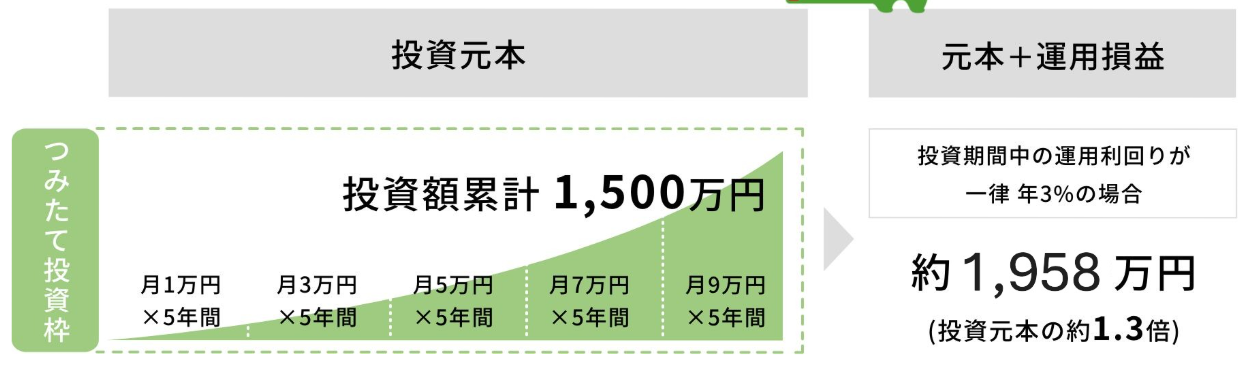 投資元本
元本＋運用損益
つみたて投資枠
投資額累計 1,500万円
月1万円
×5年間
月3万円
×5年間
月5万円
×5年間
月7万円
×5年間
月9万円
×5年間
投資期間中の運用利回りが
一律 年3%の場合
約 1,958 万円
(投資元本の約1.3倍)